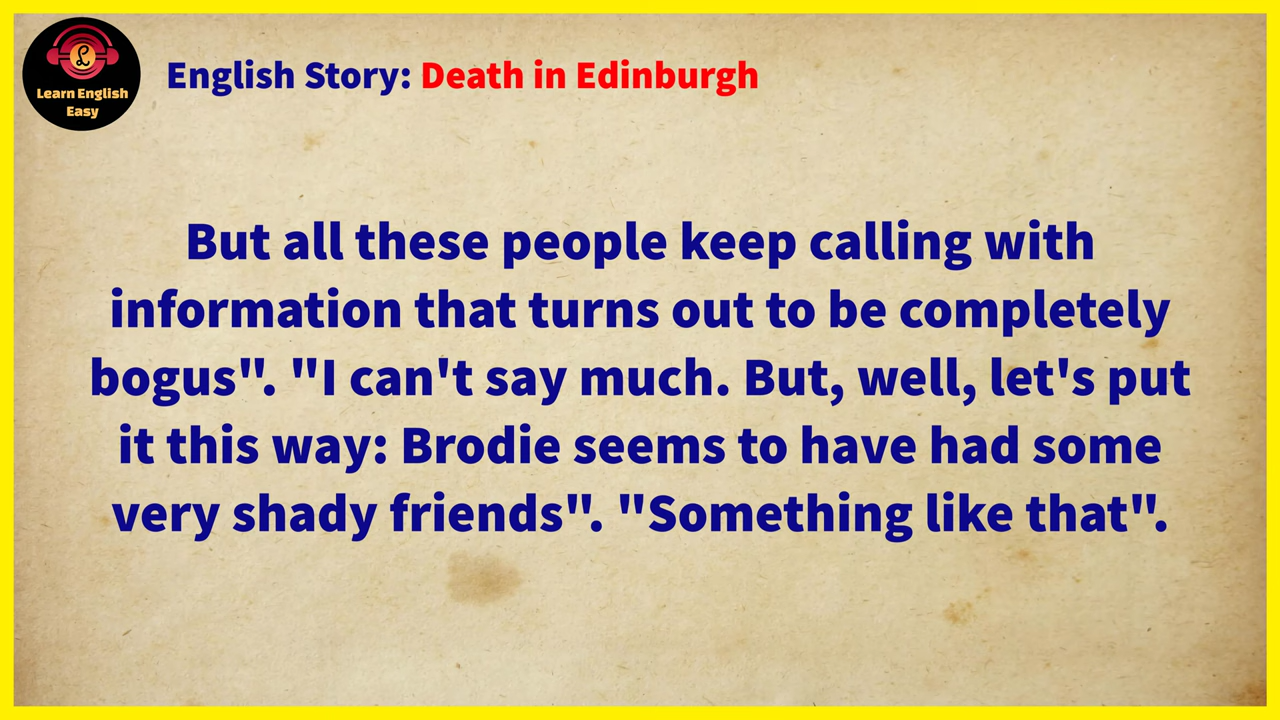 Learn English
Easy
English Story: Death in Edinburgh
But all these people keep calling with
information that turns out to be completely
bogus". "I can't say much. But, well, let's put
it this way: Brodie seems to have had some
very shady friends". "Something like that".